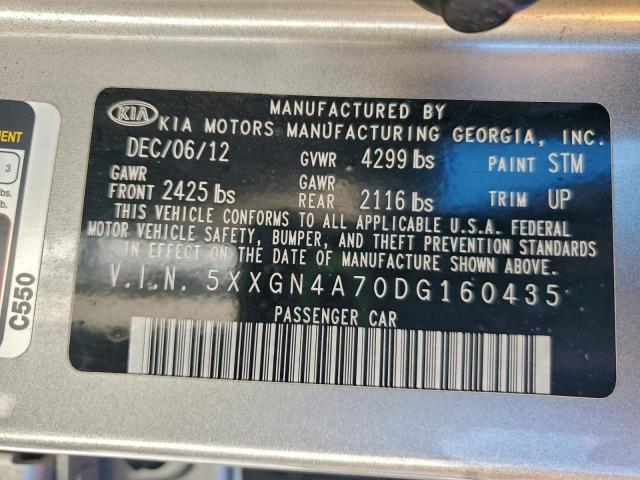 KIA
MANUFACTURED BY
KIA MOTORS MANUFACTURING GEORGIA, INC.
DEC/06/12 GVWR 4299 lbs PAINT STM
GAWR FRONT 2425 lbs GAWR REAR 2116 lbs TRIM UP
THIS VEHICLE CONFORMS TO ALL APPLICABLE U.S.A. FEDERAL
MOTOR VEHICLE SAFETY, BUMPER, AND THEFT PREVENTION STANDARDS
IN EFFECT ON THE DATE OF MANUFACTURE SHOWN ABOVE.
V.I.N. 5XXGN4A70DG160435
PASSENGER CAR
3
C550